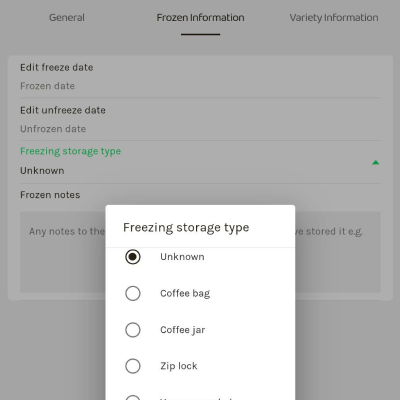 General Frozen Information Variety Information
Edit freeze date
Frozen date
Edit unfreeze date
Unfrozen date
Freezing storage type
Unknown
Frozen notes
Any notes to the
ve stored it e.g.
Freezing storage type
Unknown
Coffee bag
Coffee jar
Zip lock